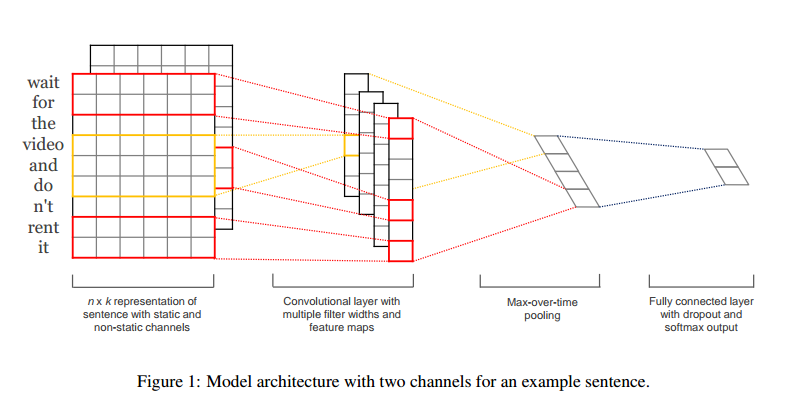 wait
for
the
video
and
do
n't
rent
it
n x k representation of
sentence with static and
non-static channels
Convolutional layer with
multiple filter widths and
feature maps
Max-over-time
pooling
Fully connected layer
with dropout and
softmax output
Figure 1: Model architecture with two channels for an example sentence.